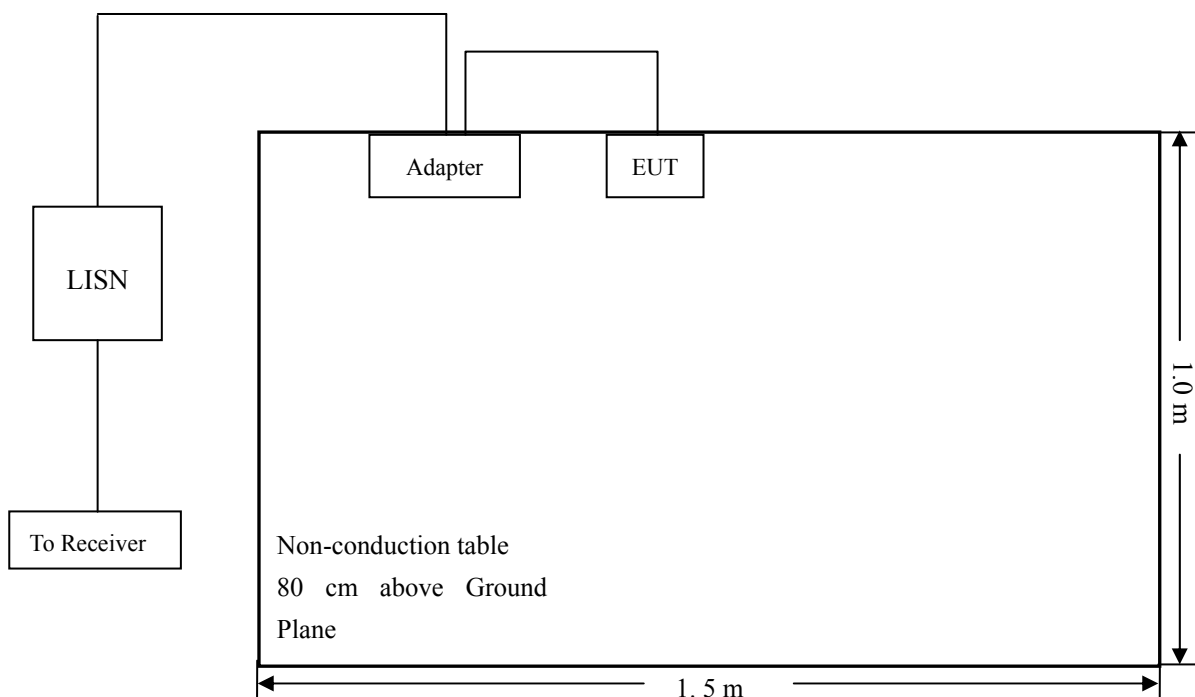 Adapter
EUT
LISN
To Receiver
Non-conduction table
80 cm above Ground
Plane
1.0 m
1. 5 m